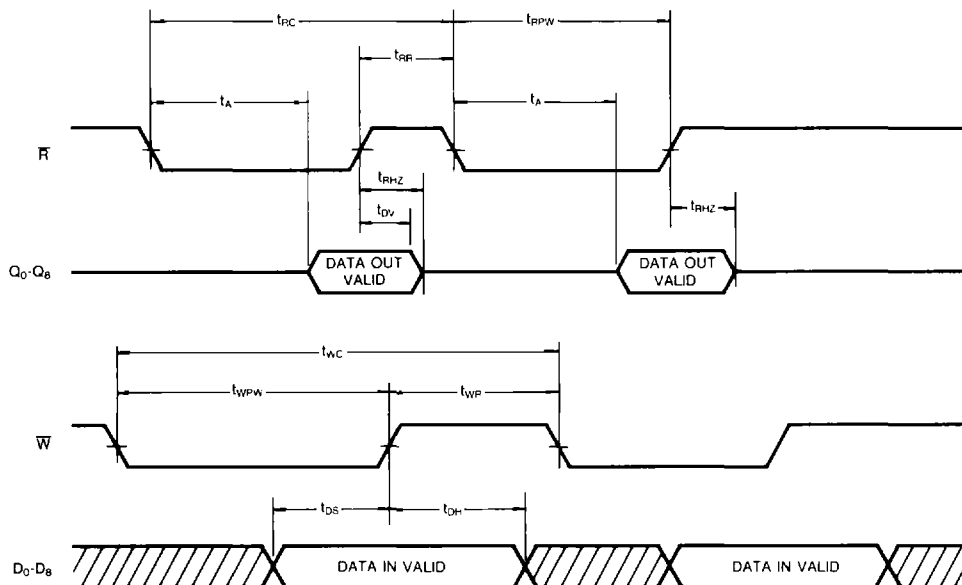 tRC
tRPW
tRR
tA
tA
R̅
tRHZ
tDV
tRHZ
Q0-Q8
DATA OUT
VALID
DATA OUT
VALID
tWC
tWPW
tWP
W̅
tDS
tDH
D0-D8
DATA IN VALID
DATA IN VALID